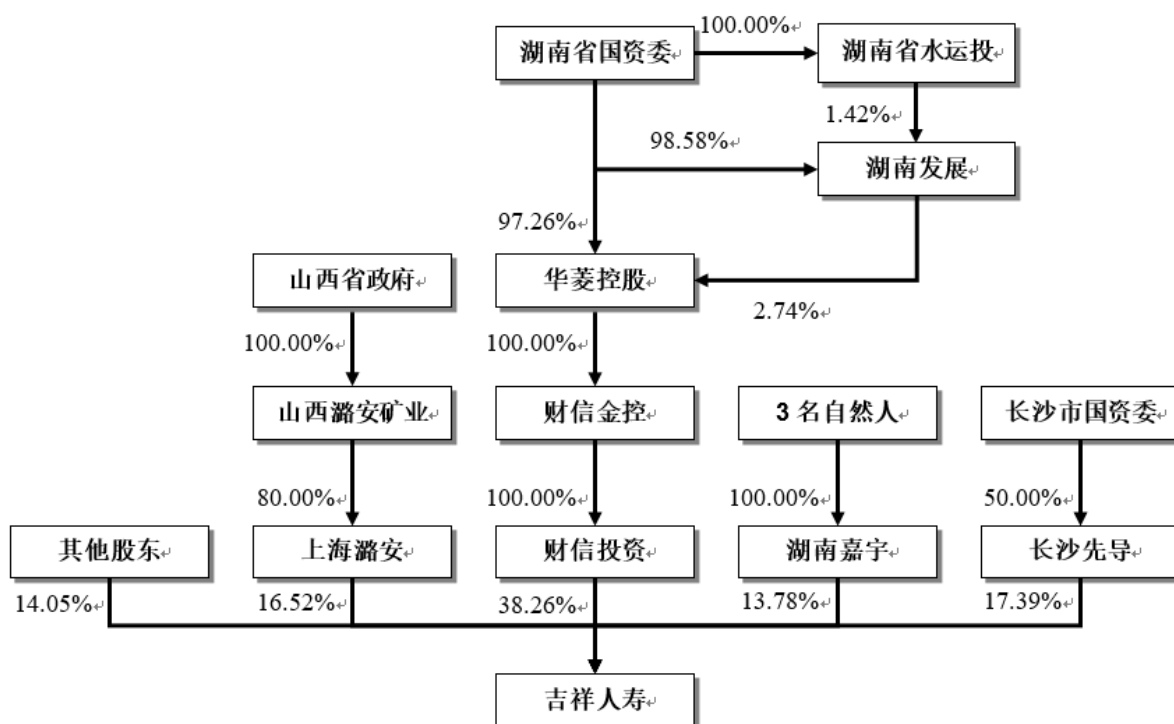 100.00%
湖南省国资委
湖南省水运投
1.42%
98.58%
湖南发展
97.26%
山西省政府
华菱控股
2.74%
100.00%
100.00%
山西潞安矿业
财信金控
3 名自然人
长沙市国资委
80.00%
100.00%
100.00%
50.00%
其他股东
上海潞安
财信投资
湖南嘉宇
长沙先导
14.05%
16.52%
38.26%
13.78%
17.39%
吉祥人寿